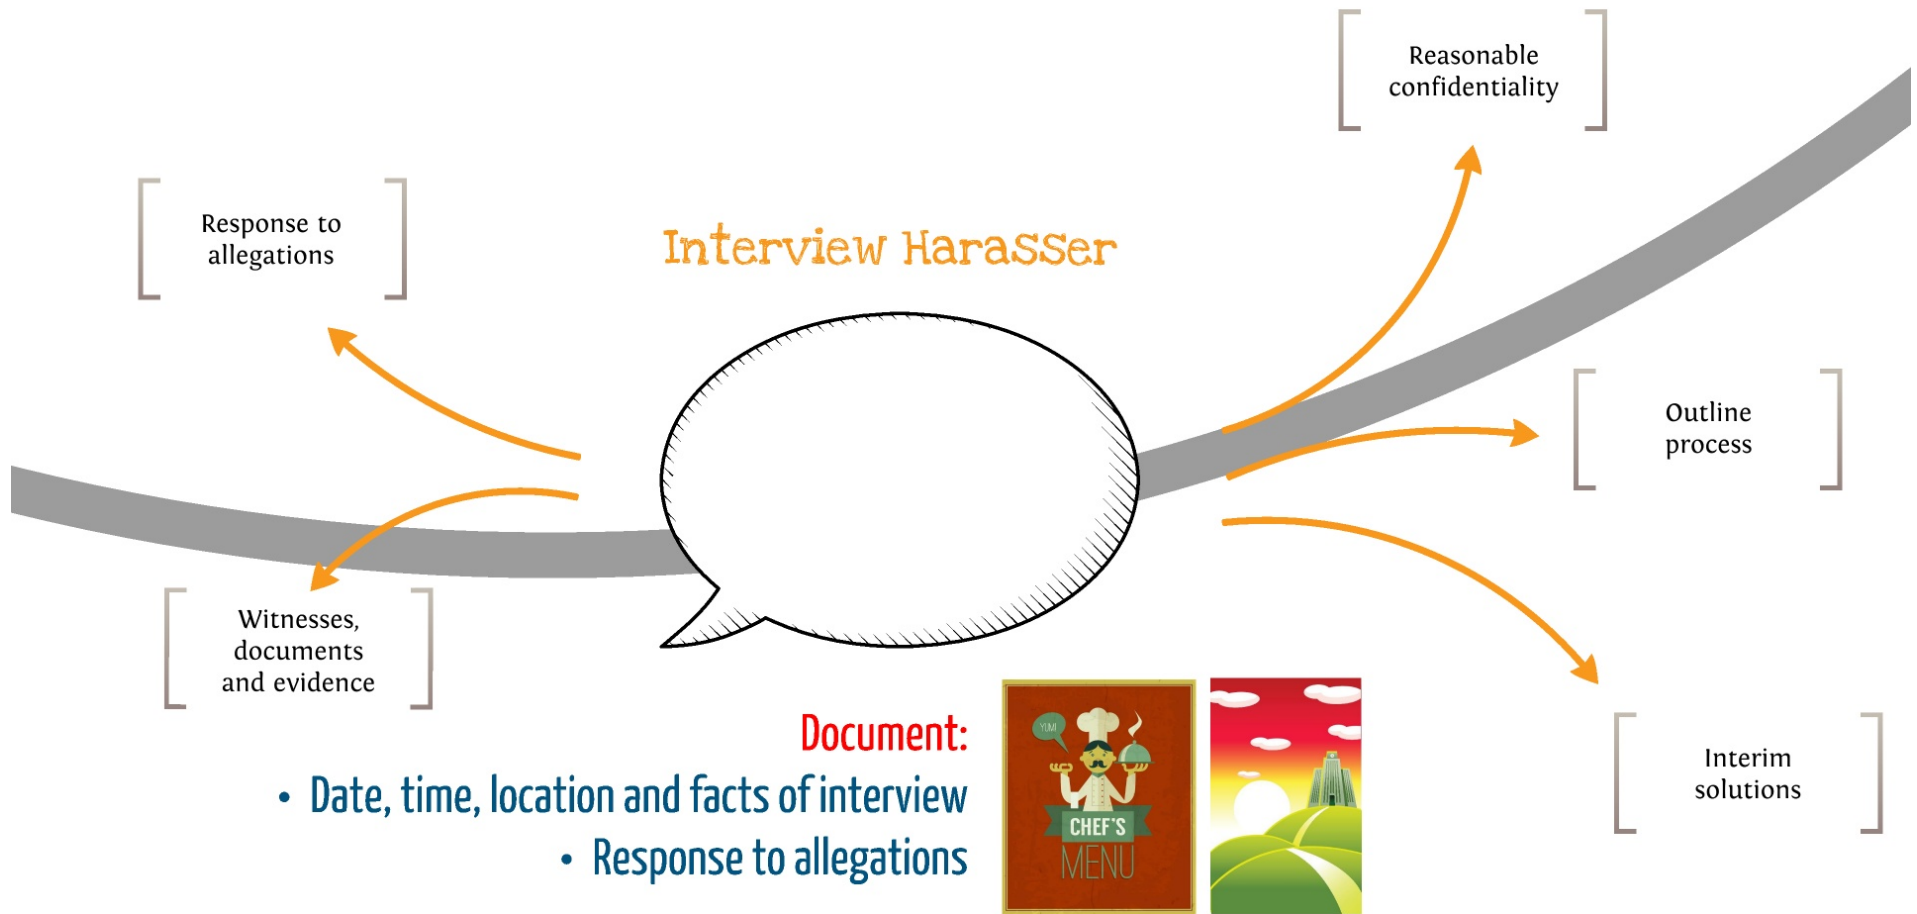 Reasonable
confidentiality
Response to
allegations
Interview Harasser
Outline
process
Witnesses,
documents
and evidence
Interim
solutions
Document:
• Date, time, location and facts of interview
• Response to allegations
YUM!
CHEF'S
MENU